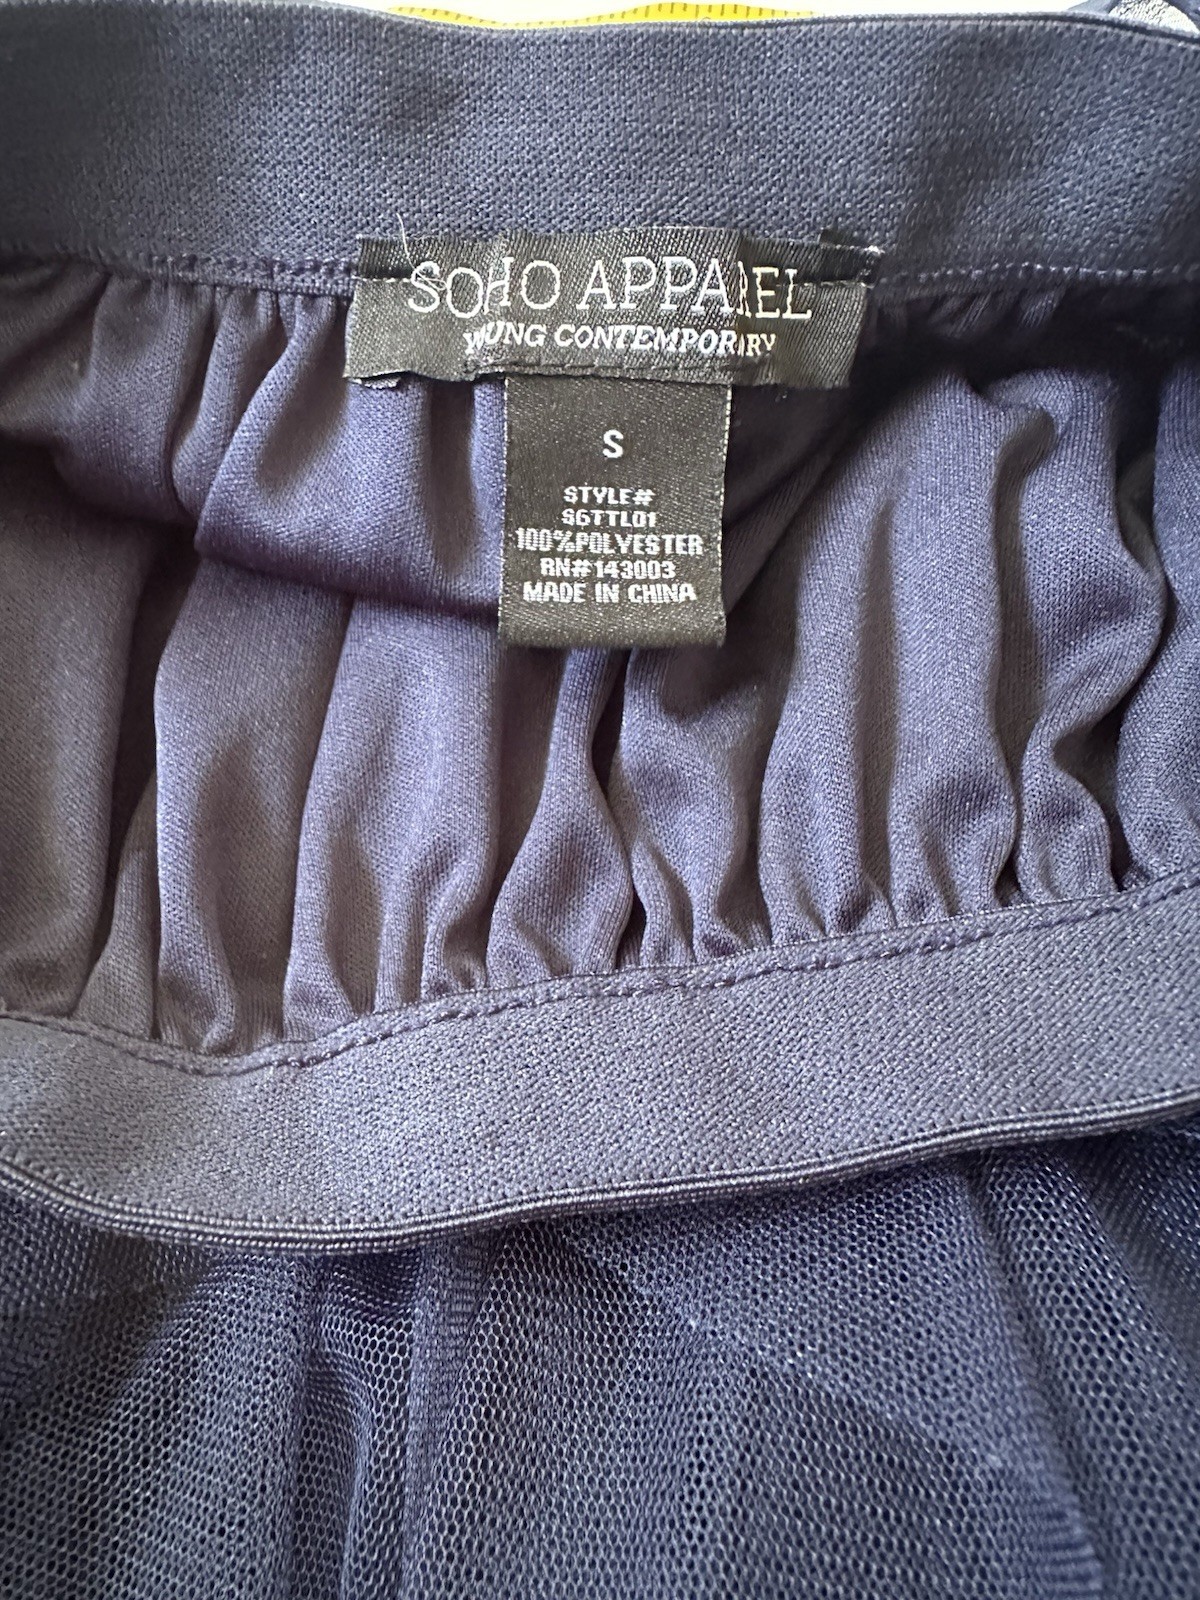 SOHO APPAREL
YOUNG CONTEMPORARY
S
STYLE#
S6TTL01
100%POLYESTER
RN#143003
MADE IN CHINA